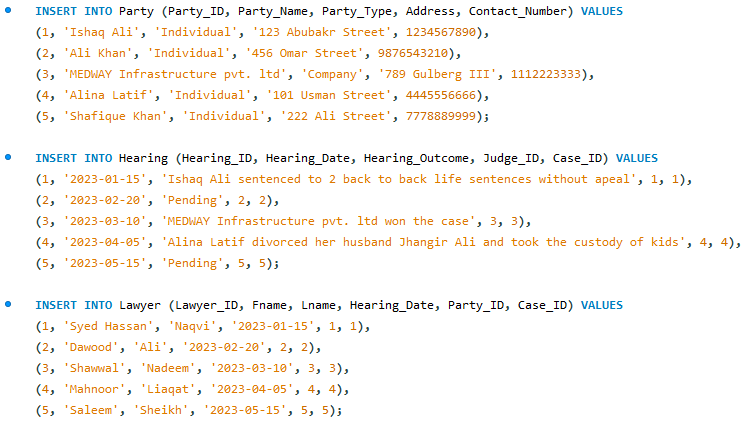 INSERT INTO Party (Party_ID, Party_Name, Party_Type, Address, Contact_Number) VALUES
(1, 'Ishaq Ali', 'Individual', '123 Abubakr Street', 1234567890),
(2, 'Ali Khan', 'Individual', '456 Omar Street', 9876543210),
(3, 'MEDWAY Infrastructure pvt. ltd', 'Company', '789 Gulberg III', 1112223333),
(4, 'Alina Latif', 'Individual', '101 Usman Street', 4445556666),
(5, 'Shafique Khan', 'Individual', '222 Ali Street', 7778889999);
INSERT INTO Hearing (Hearing_ID, Hearing_Date, Hearing_Outcome, Judge_ID, Case_ID) VALUES
(1, '2023-01-15', 'Ishaq Ali sentenced to 2 back to back life sentences without apeal', 1, 1),
(2, '2023-02-20', 'Pending', 2, 2),
(3, '2023-03-10', 'MEDWAY Infrastructure pvt. ltd won the case', 3, 3),
(4, '2023-04-05', 'Alina Latif divorced her husband Jhangir Ali and took the custody of kids', 4, 4),
(5, '2023-05-15', 'Pending', 5, 5);
INSERT INTO Lawyer (Lawyer_ID, Fname, Lname, Hearing_Date, Party_ID, Case_ID) VALUES
(1, 'Syed Hassan', 'Naqvi', '2023-01-15', 1, 1),
(2, 'Dawood', 'Ali', '2023-02-20', 2, 2),
(3, 'Shawwal', 'Nadeem', '2023-03-10', 3, 3),
(4, 'Mahnoor', 'Liaqat', '2023-04-05', 4, 4),
(5, 'Saleem', 'Sheikh', '2023-05-15', 5, 5);